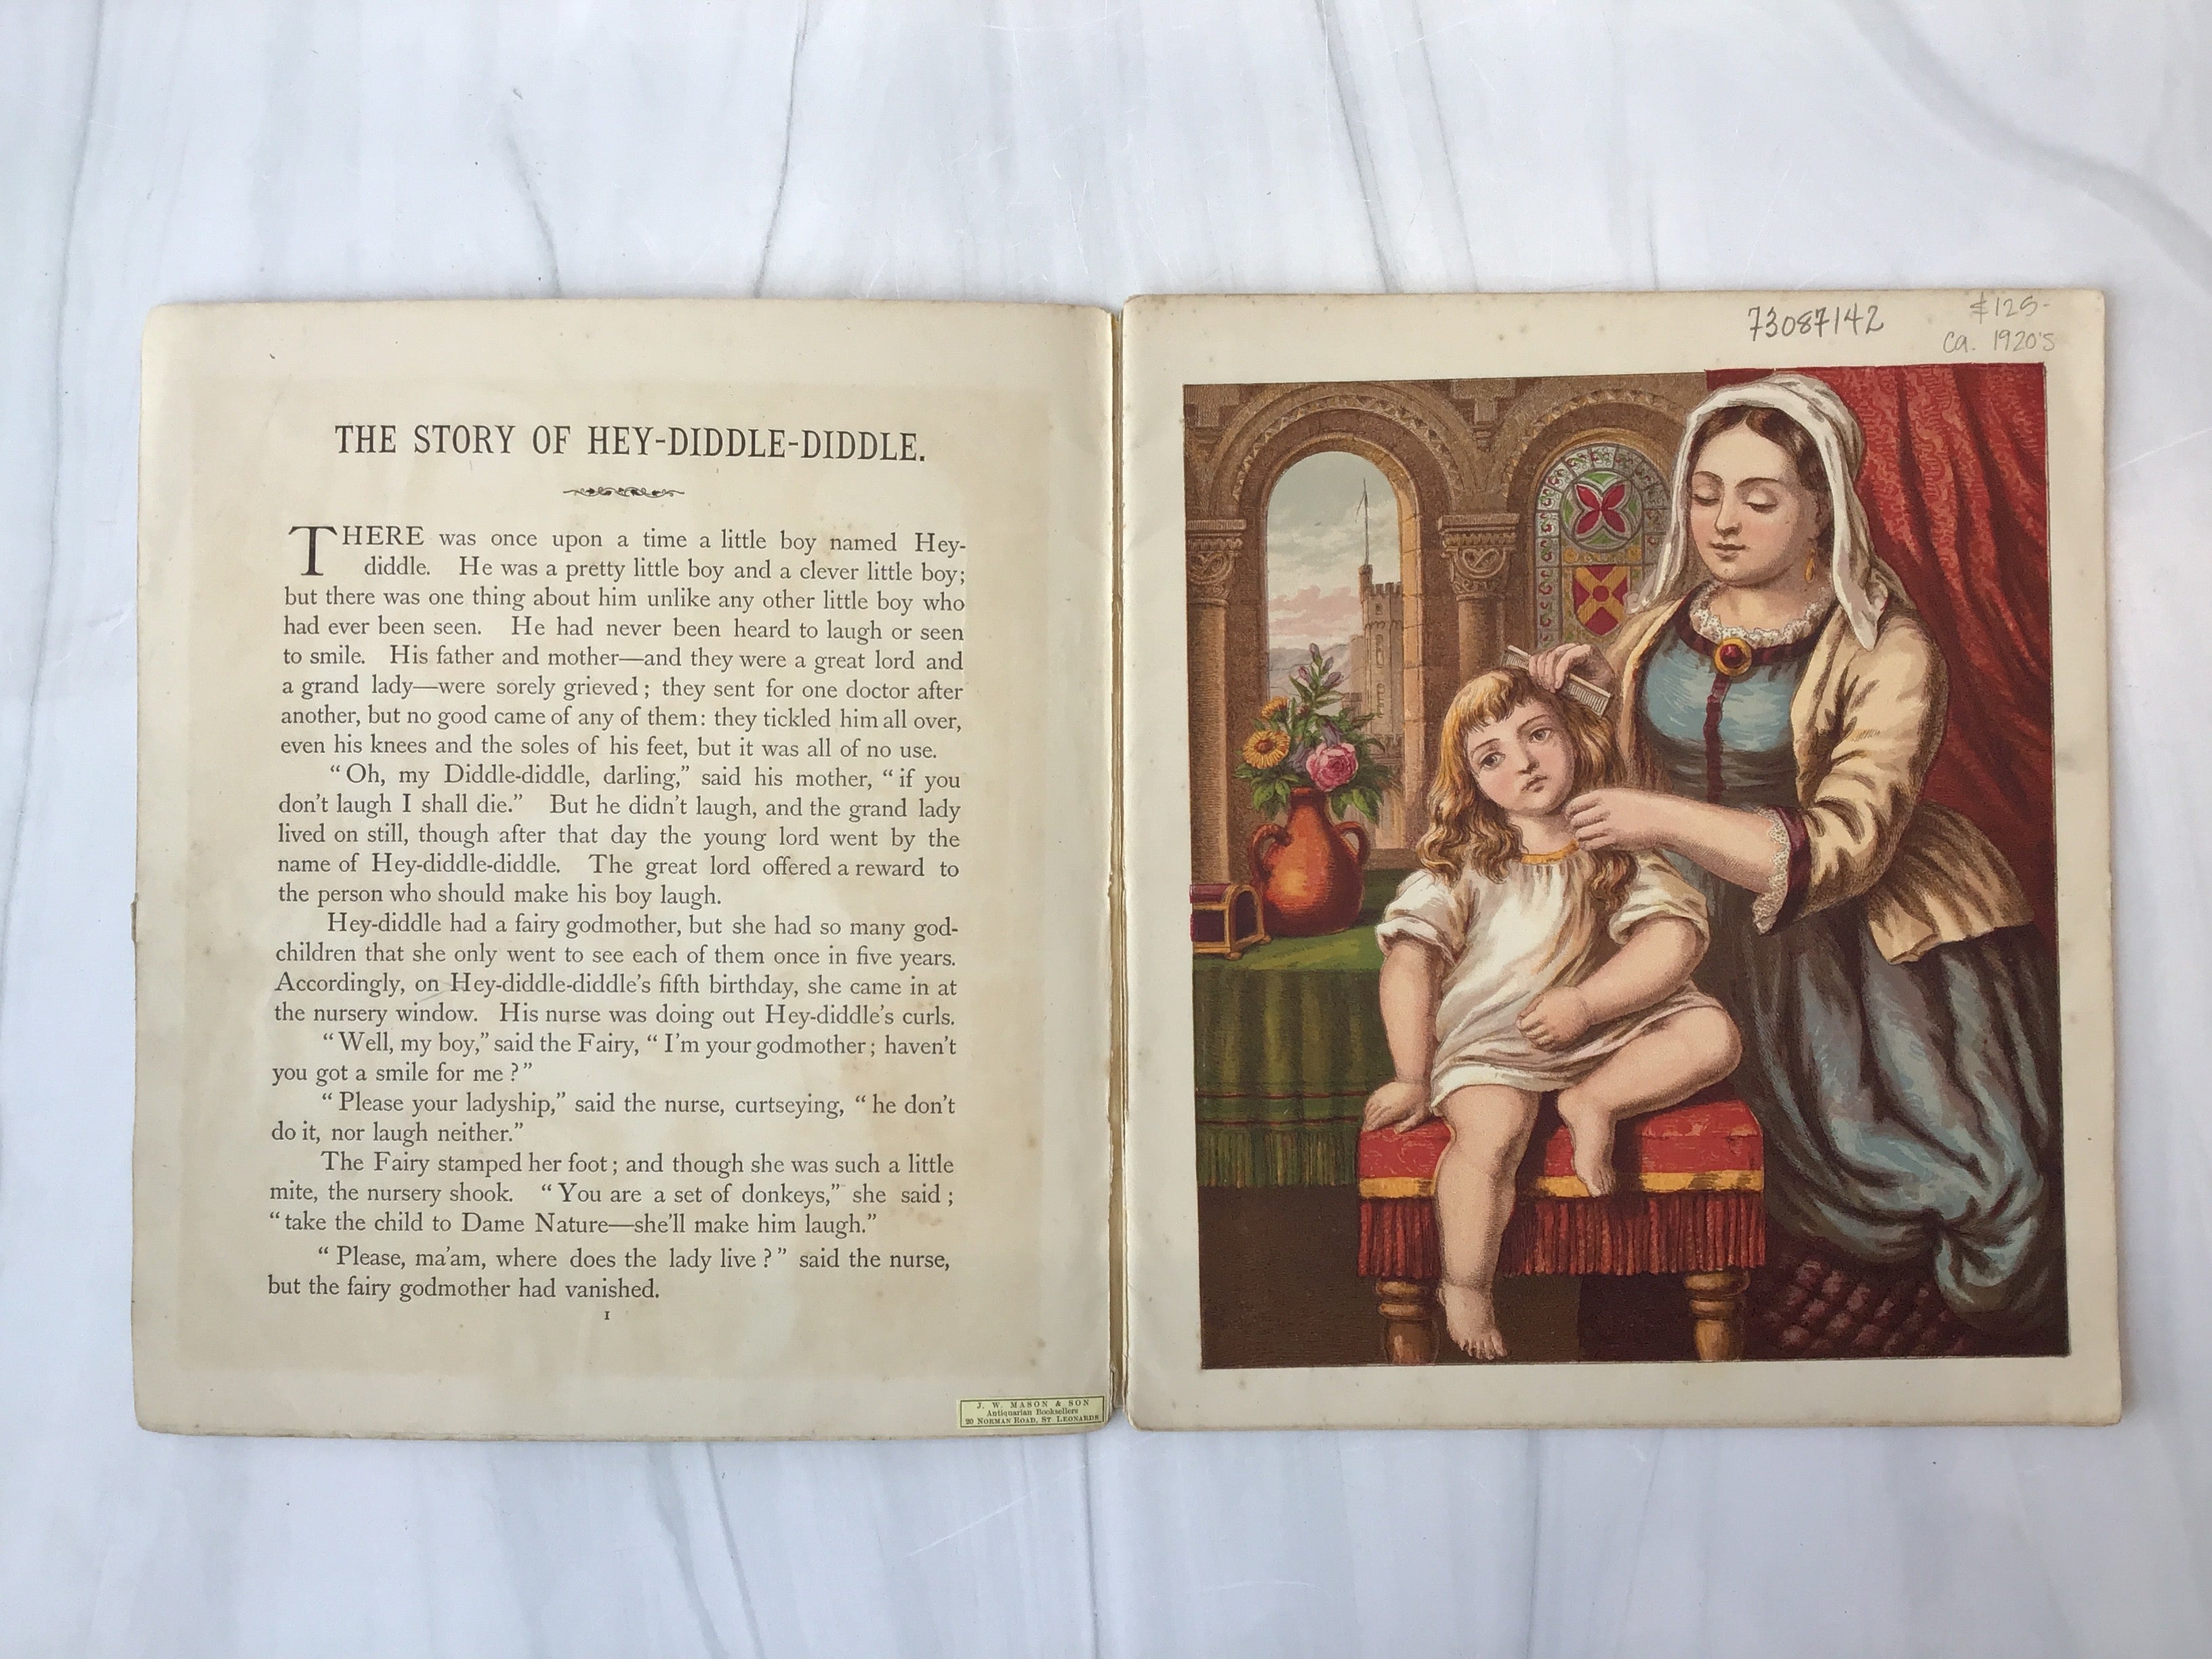 THE STORY OF HEY-DIDDLE-DIDDLE.
THERE was once upon a time a little boy named Hey-
diddle. He was a pretty little boy and a clever little boy;
but there was one thing about him unlike any other little boy who
had ever been seen. He had never been heard to laugh or seen
to smile. His father and mother—and they were a great lord and
a grand lady—were sorely grieved; they sent for one doctor after
another, but no good came of any of them: they tickled him all over,
even his knees and the soles of his feet, but it was all of no use.
“Oh, my Diddle-diddle, darling,” said his mother, “if you
don't laugh I shall die.” But he didn't laugh, and the grand lady
lived on still, though after that day the young lord went by the
name of Hey-diddle-diddle. The great lord offered a reward to
the person who should make his boy laugh.
Hey-diddle had a fairy godmother, but she had so many god-
children that she only went to see each of them once in five years.
Accordingly, on Hey-diddle-diddle's fifth birthday, she came in at
the nursery window. His nurse was doing out Hey-diddle's curls.
“Well, my boy,” said the Fairy, “I'm your godmother; haven't
you got a smile for me?”
“Please your ladyship,” said the nurse, curtseying, “he don't
do it, nor laugh neither.”
The Fairy stamped her foot; and though she was such a little
mite, the nursery shook. “You are a set of donkeys,” she said;
“take the child to Dame Nature—she'll make him laugh.”
“Please, ma'am, where does the lady live?” said the nurse,
but the fairy godmother had vanished.
1
J. W. MASON & SON
Antiquarian Booksellers
20 NORMAN ROAD, ST LEONARDS
73087142
$125-
ca. 1920's